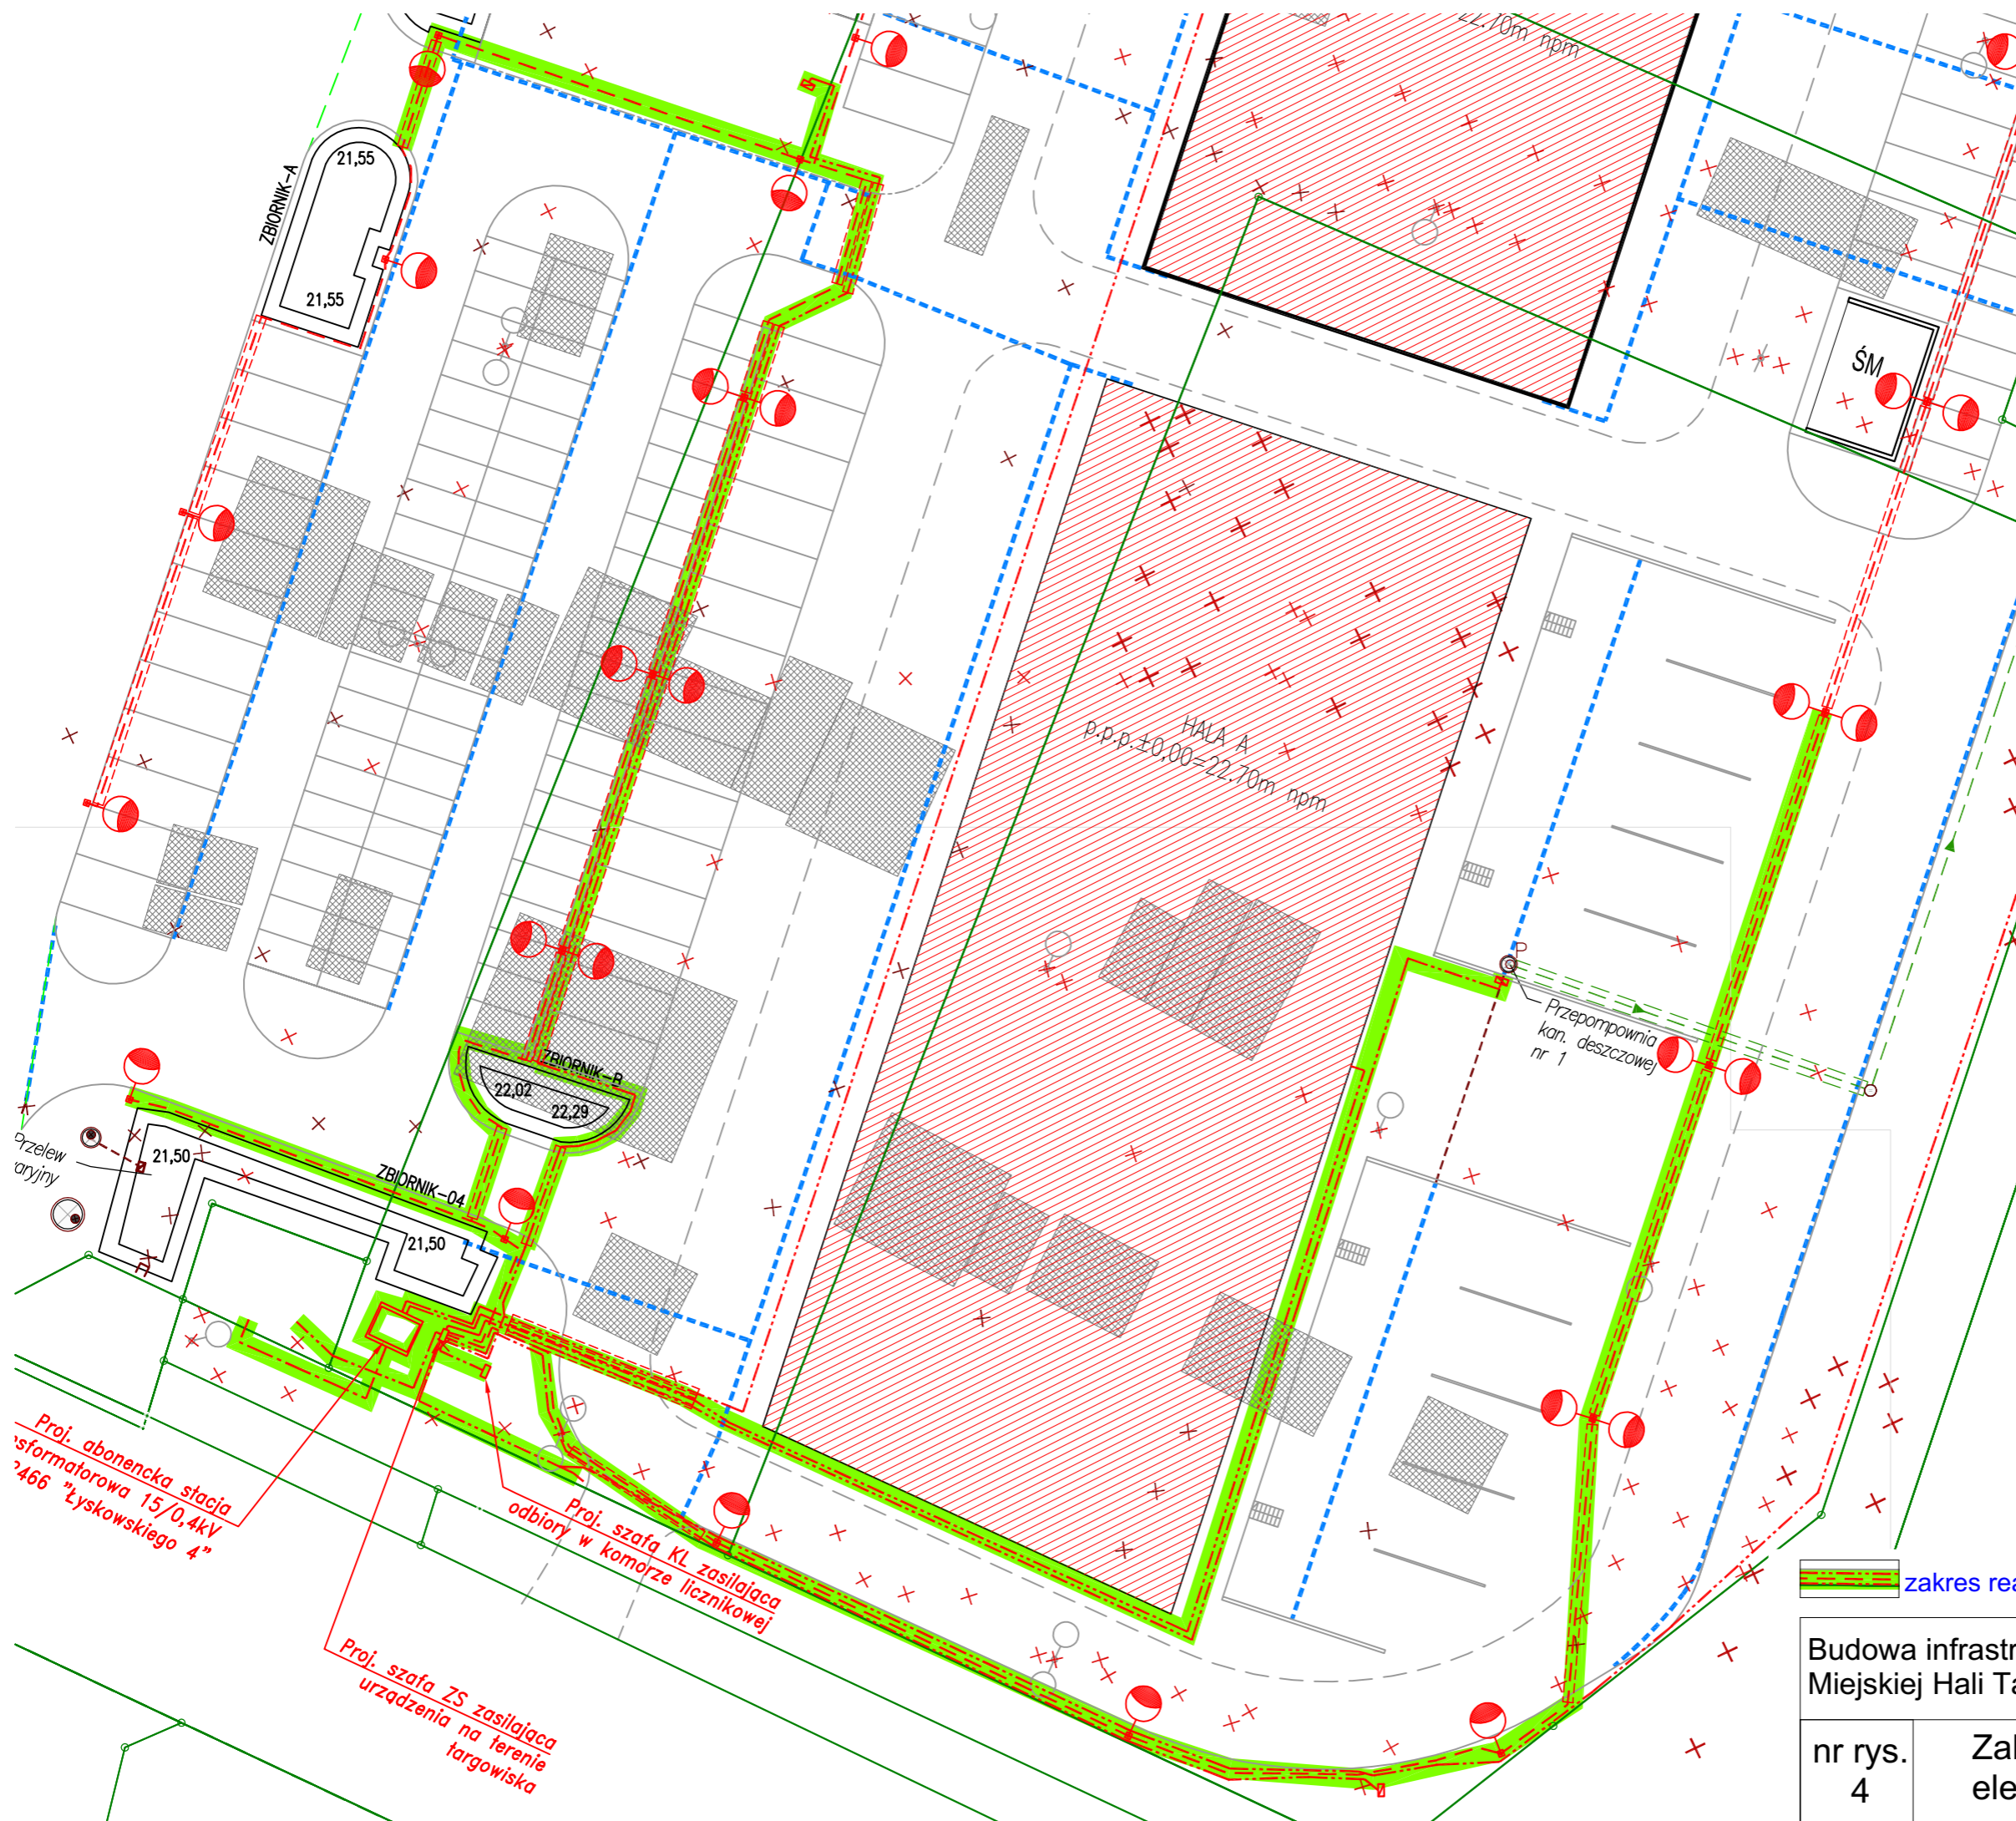 22.70m npm
21,55
ZBIORNIK-A
21,55
ŚM
HALA A
p.p.p.±0,00=22.70m npm
P
Przepompownia
kan. deszczowej
nr 1
ZBIORNIK-B
22,02
22,29
Przelew
21,50
ZBIORNIK-04
21,50
Proj. abonencka stacja
sformatorowa 15/0,4kV
2466 "Łyskowskiego 4"
Proj. szafa KL zasilająca
odbiory w komorze licznikowej
Proj. szafa ZS zasilająca
urządzenia na terenie
targowiska
zakres rea
Budowa infrastr
Miejskiej Hali Ta
nr rys.
4
Zal
ele